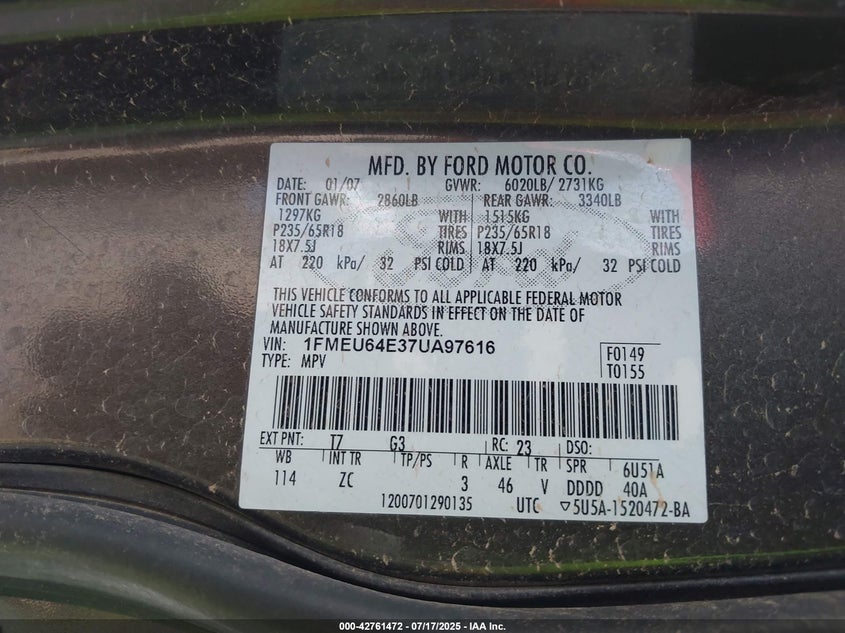 MFD. BY FORD MOTOR CO.
DATE: 01/07 GVWR: 6020LB/ 2731KG
FRONT GAWR: 2860LB REAR GAWR: 3340LB
1297KG WITH 1515KG WITH
P235/65R18 TIRES P235/65R18 TIRES
18X7.5J RIMS 18X7.5J RIMS
AT 220 kPa/ 32 PSI COLD AT 220 kPa/ 32 PSI COLD
THIS VEHICLE CONFORMS TO ALL APPLICABLE FEDERAL MOTOR
VEHICLE SAFETY STANDARDS IN EFFECT ON THE DATE OF
MANUFACTURE SHOWN ABOVE.
VIN: 1FMEU64E37UA97616
TYPE: MPV
F0149
T0155
EXT PNT: T7 G3 RC: 23 DSO:
WB INT TR TP/PS R AXLE TR SPR 6U51A
114 ZC 3 46 V DDDD 40A
1200701290135 UTC ▽5U5A-1520472-BA
000-42761472 - 07/17/2025 - IAA Inc.